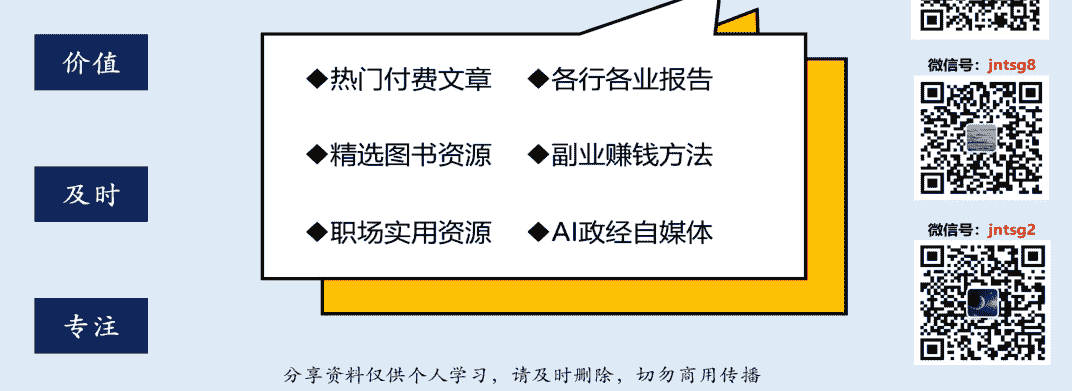 价值
及时
专注
◆热门付费文章 ◆各行各业报告
◆精选图书资源 ◆副业赚钱方法
◆职场实用资源 ◆AI政经自媒体
微信号：jntsg8
微信号：jntsg2
分享资料仅供个人学习，请及时删除，切勿商用传播